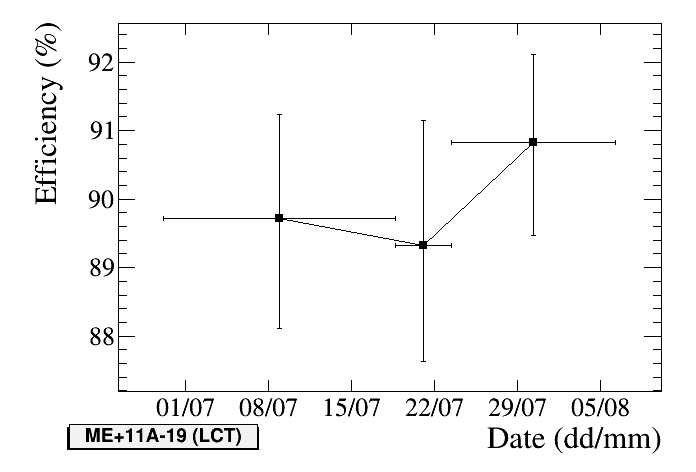 Efficiency (%)
92
91
90
89
88
01/07 08/07 15/07 22/07 29/07 05/08
ME+11A-19 (LCT)
Date (dd/mm)